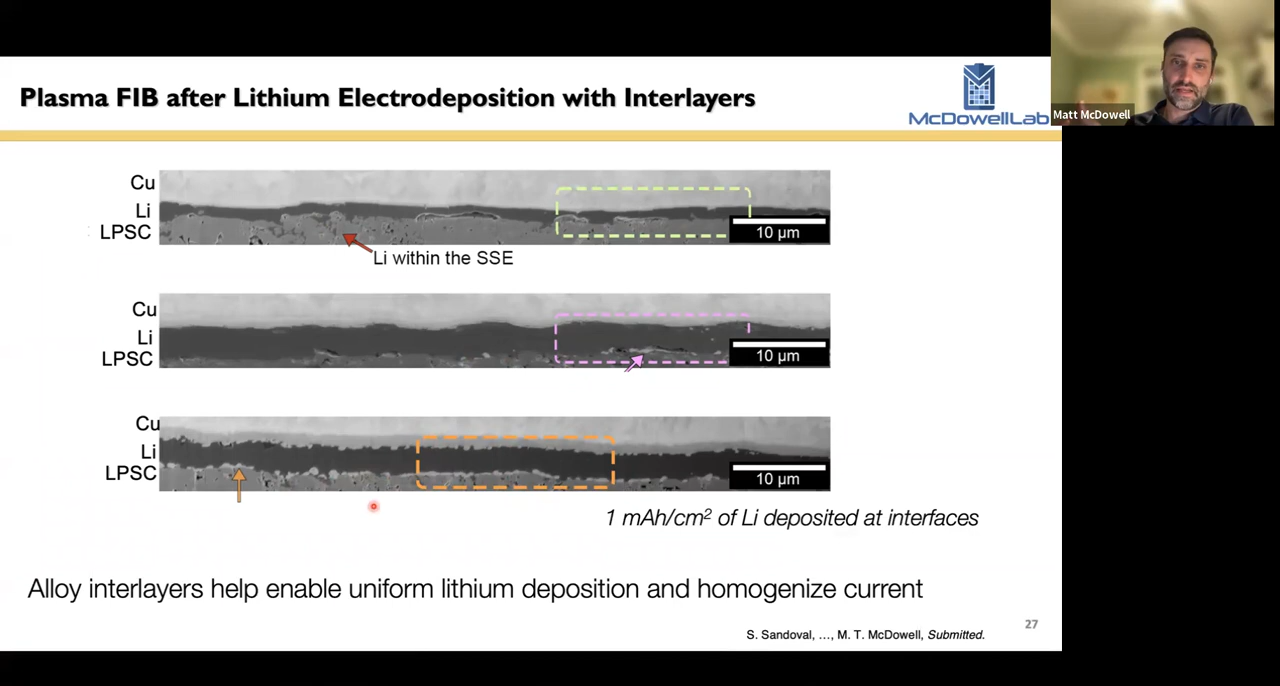 Plasma FIB after Lithium Electrodeposition with Interlayers
McDowellLab
Matt McDowell
Cu
Li
LPSC
10 µm
Li within the SSE
Cu
Li
LPSC
10 µm
Cu
Li
LPSC
10 µm
1 mAh/cm² of Li deposited at interfaces
Alloy interlayers help enable uniform lithium deposition and homogenize current
27
S. Sandoval, ..., M. T. McDowell, Submitted.